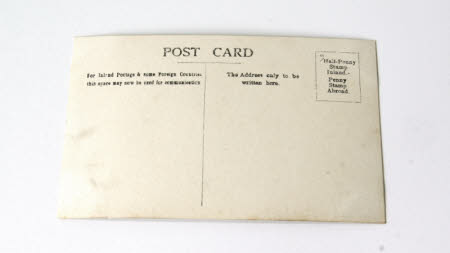 POST CARD
For Inland Postage & some Foreign Countries
this space may now be used for communication
The Address only to be
written here.
Half-Penny
Stamp
Inland.
Penny
Stamp
Abroad.